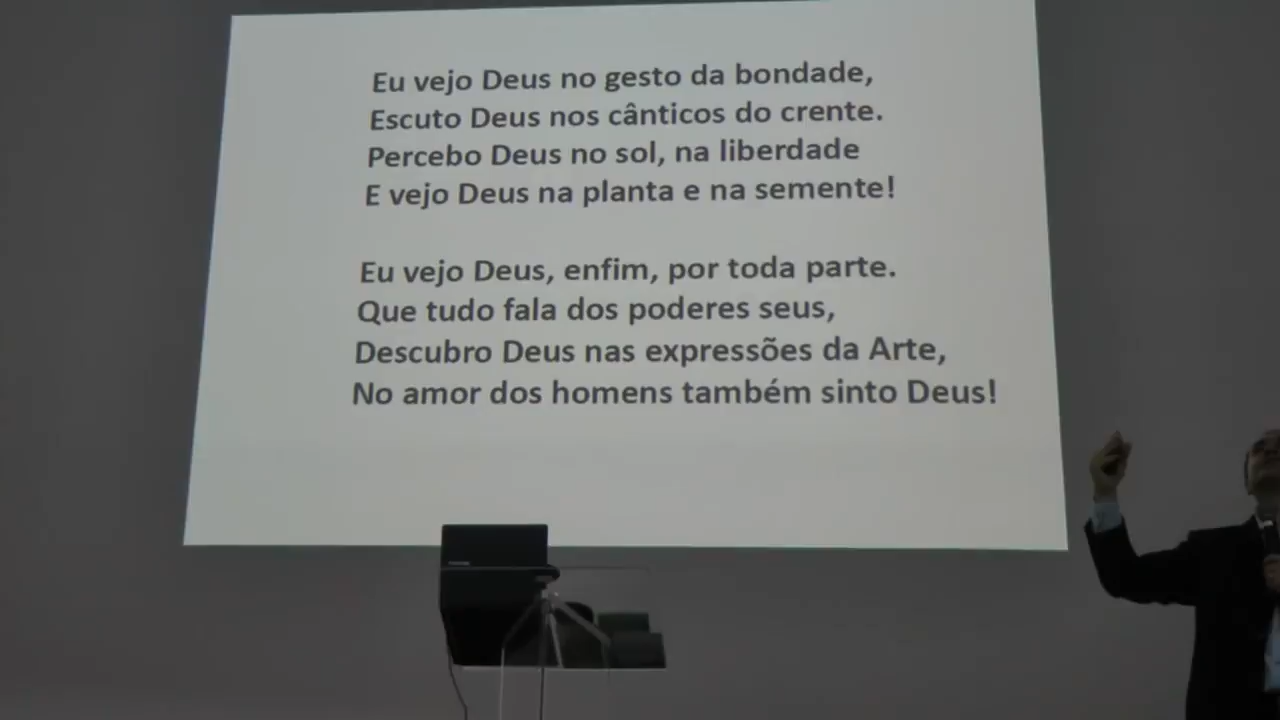 Eu vejo Deus no gesto da bondade,
Escuto Deus nos cânticos do crente.
Percebo Deus no sol, na liberdade
E vejo Deus na planta e na semente!
Eu vejo Deus, enfim, por toda parte.
Que tudo fala dos poderes seus,
Descubro Deus nas expressões da Arte,
No amor dos homens também sinto Deus!